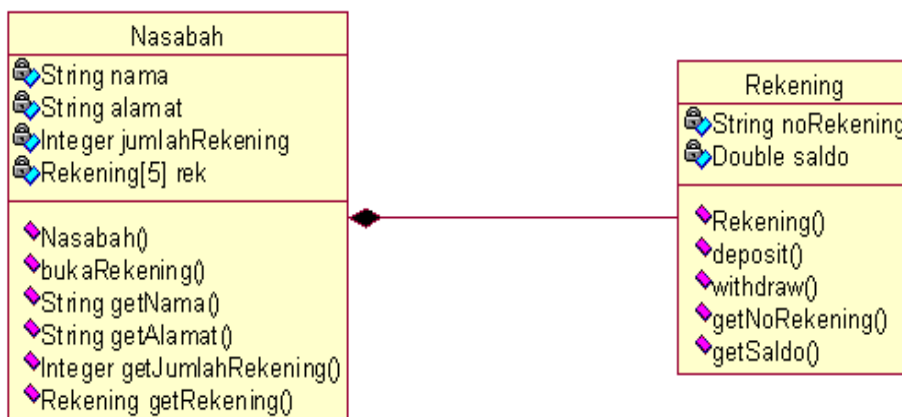 Nasabah
String nama
String alamat
Integer jumlahRekening
Rekening[5] rek
Nasabah()
bukaRekening()
String getNama()
String getAlamat()
Integer getJumlahRekening()
Rekening getRekening()
Rekening
String noRekening
Double saldo
Rekening()
deposit()
withdraw()
getNoRekening()
getSaldo()